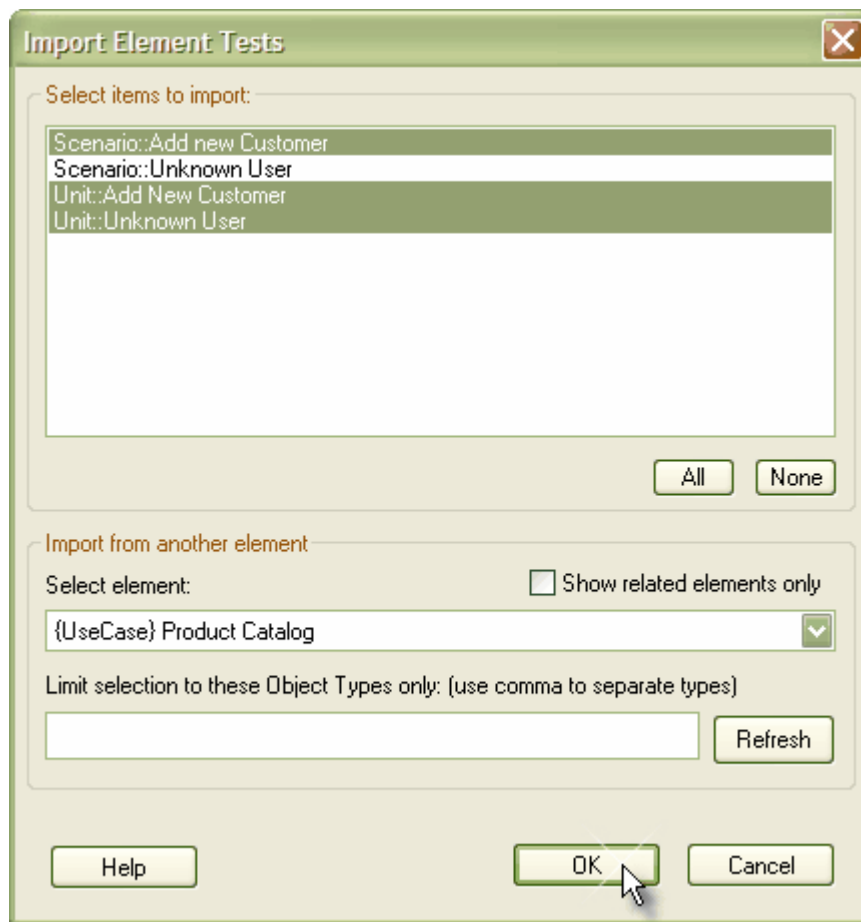 Import Element Tests
Select items to import:
Scenario::Add new Customer
Scenario::Unknown User
Unit::Add New Customer
Unit::Unknown User
All None
Import from another element
Select element: Show related elements only
{UseCase} Product Catalog
Limit selection to these Object Types only: (use comma to separate types)
Refresh
Help OK Cancel